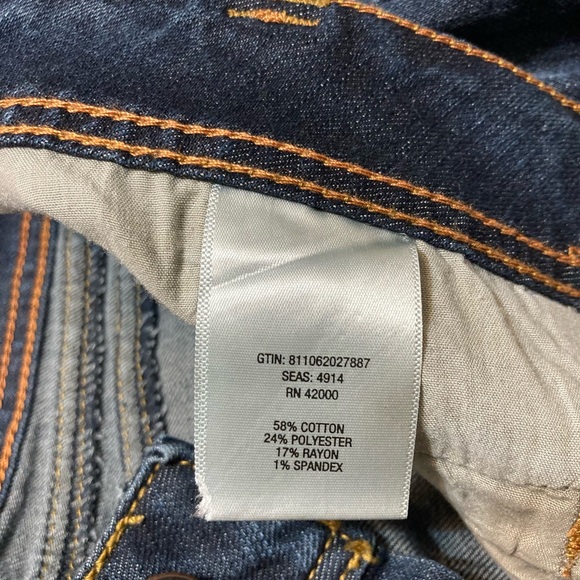 GTIN: 811062027887
SEAS: 4914
RN 42000
58% COTTON
24% POLYESTER
17% RAYON
1% SPANDEX